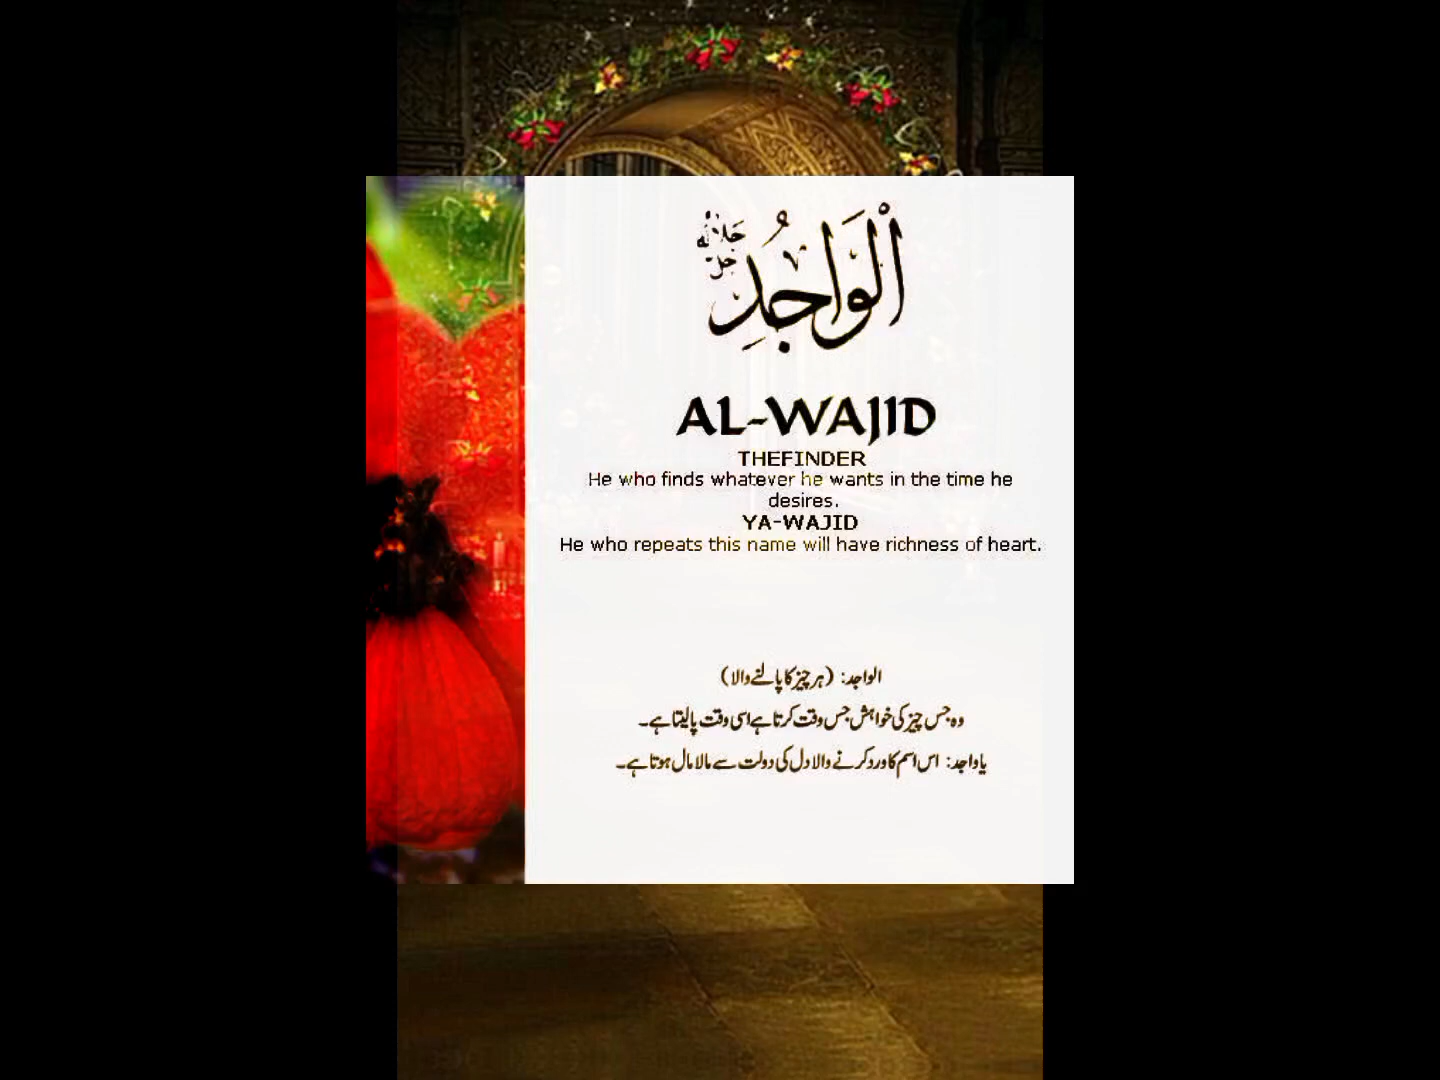 اَلْوَاجِدُ جل جلالہ
AL-WAJID
THEFINDER
He who finds whatever he wants in the time he
desires.
YA-WAJID
He who repeats this name will have richness of heart.
الواجد: (ہر چیز کا پالنے والا)
وہ جس چیز کی خواہش جس وقت کرتا ہے اسی وقت پالیتا ہے۔
یا واجد: اس اسم کا ورد کرنے والا دل کی دولت سے مالا مال ہوتا ہے۔